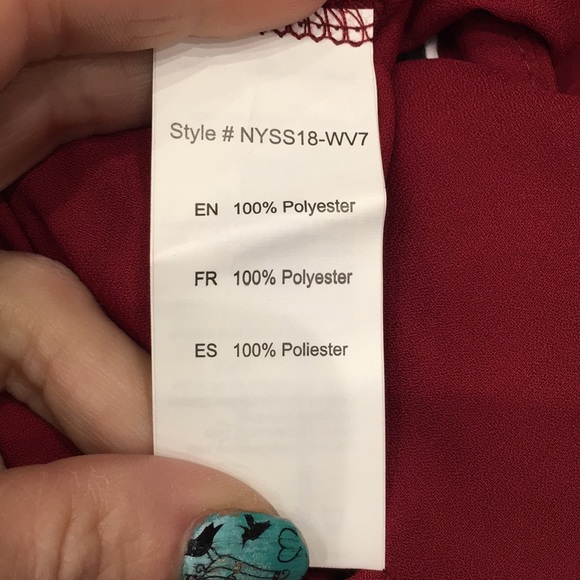 Style # NYSS18-WV7
EN 100% Polyester
FR 100% Polyester
ES 100% Poliester